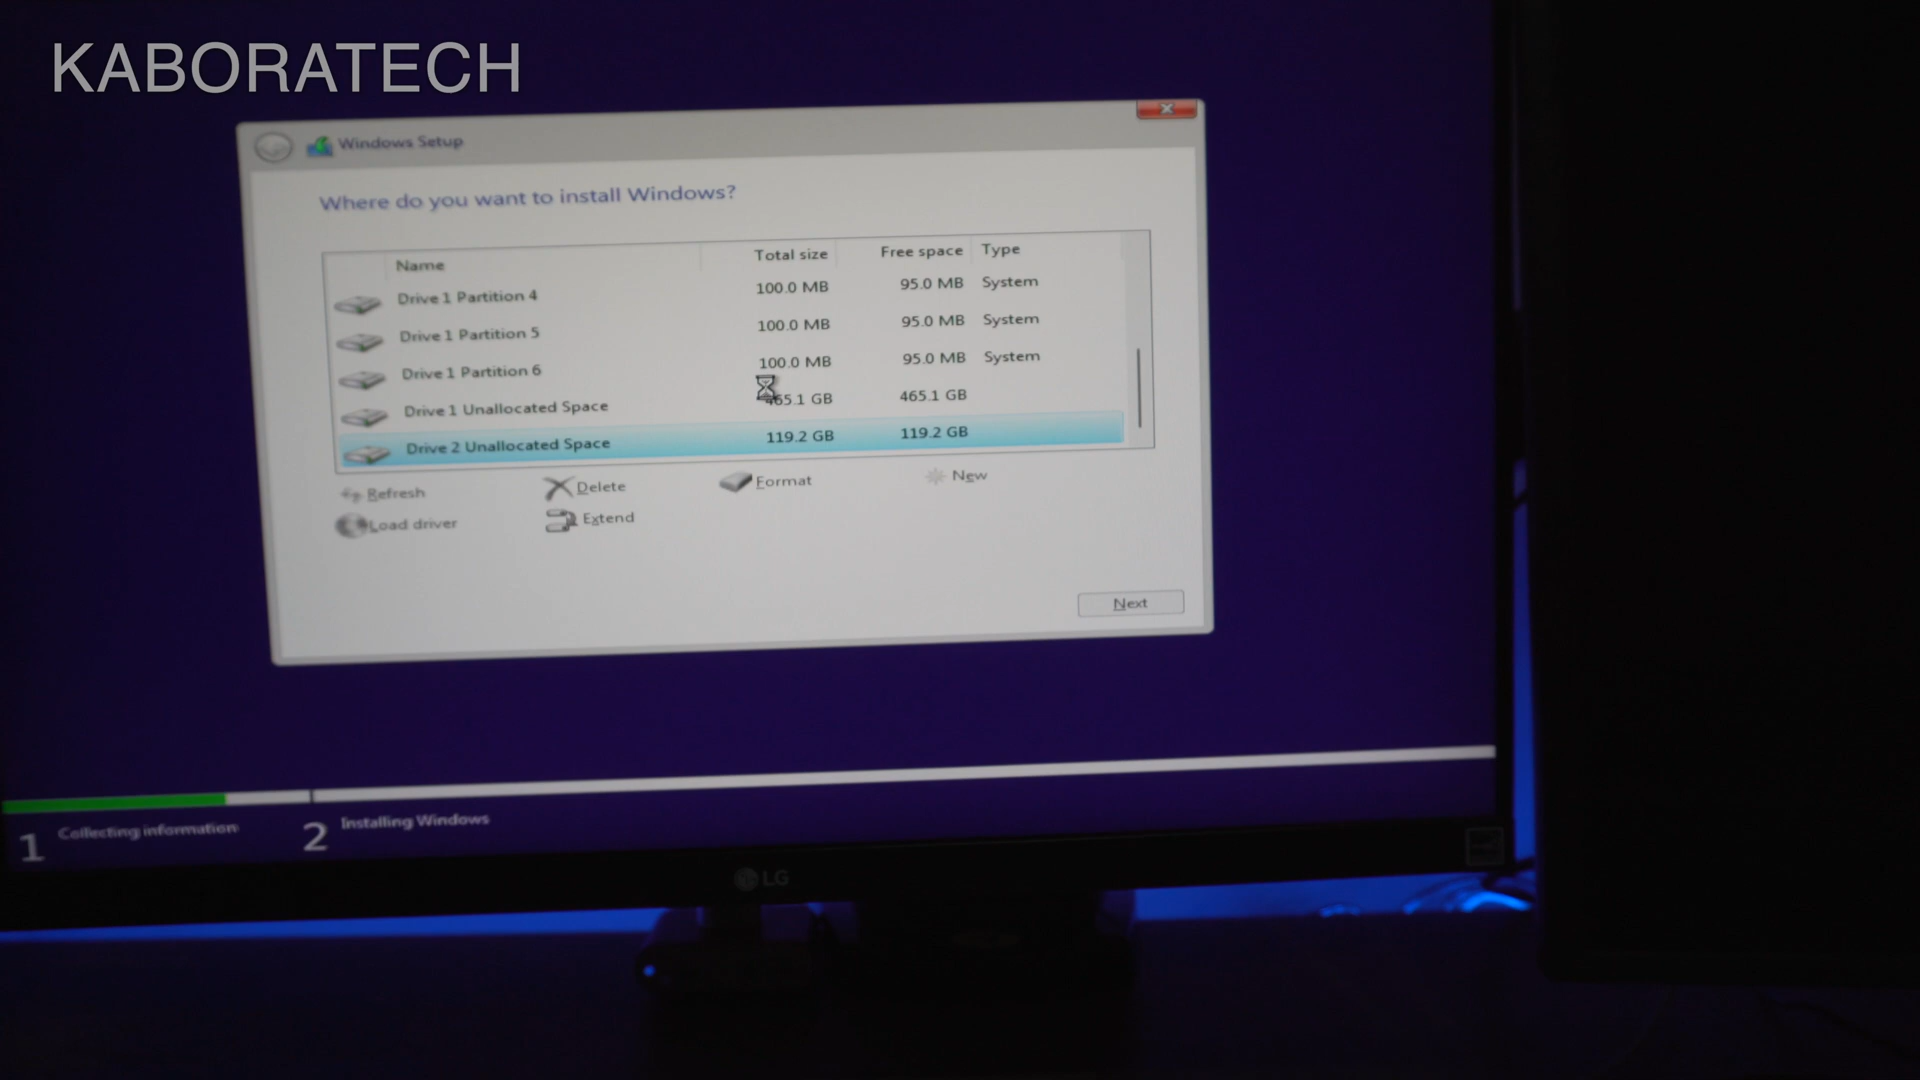 KABORATECH
Windows Setup
Where do you want to install Windows?
Name Total size Free space Type
Drive 1 Partition 4 100.0 MB 95.0 MB System
Drive 1 Partition 5 100.0 MB 95.0 MB System
Drive 1 Partition 6 100.0 MB 95.0 MB System
Drive 1 Unallocated Space 465.1 GB 465.1 GB
Drive 2 Unallocated Space 119.2 GB 119.2 GB
Refresh Delete Format New
Load driver Extend
Next
1 Collecting information 2 Installing Windows
LG